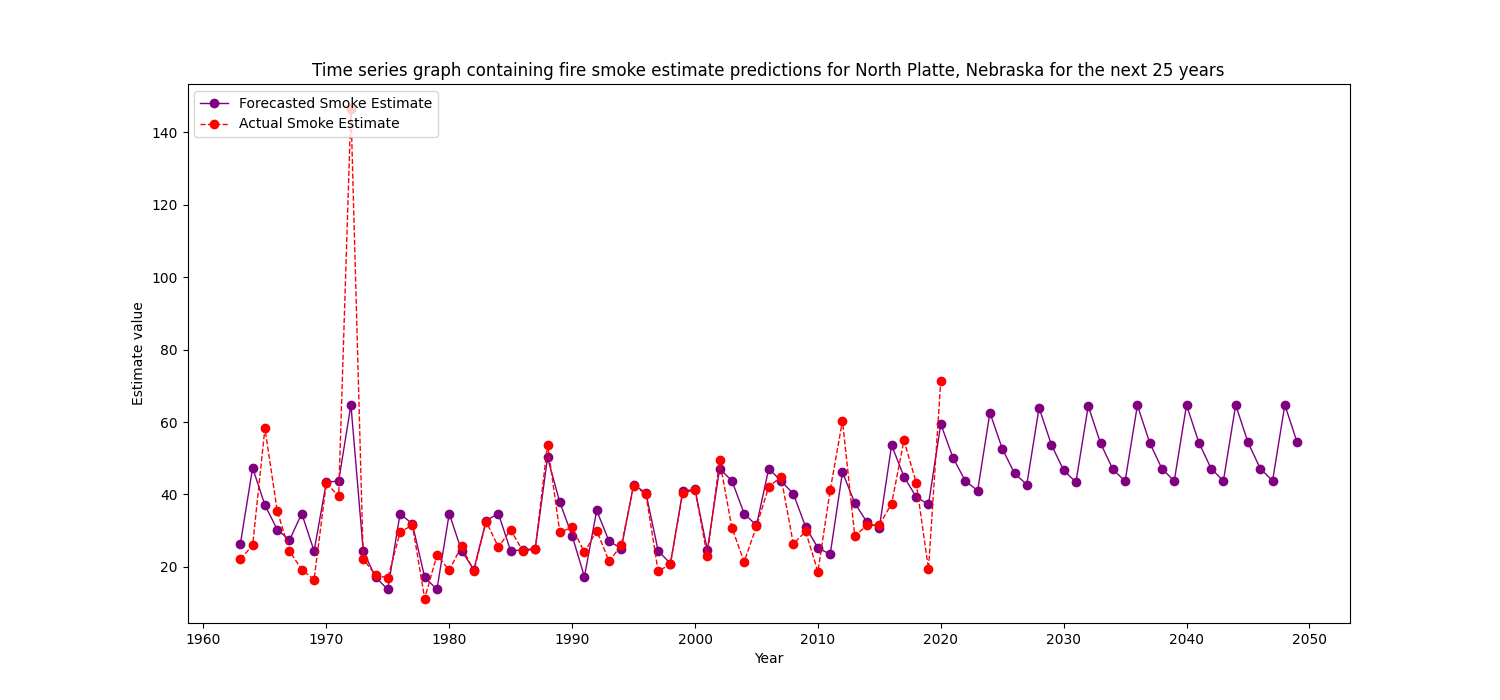 Time series graph containing fire smoke estimate predictions for North Platte, Nebraska for the next 25 years
Forecasted Smoke Estimate
Actual Smoke Estimate
140
120
100
80
60
40
20
Estimate value
1960 1970 1980 1990 2000 2010 2020 2030 2040 2050
Year